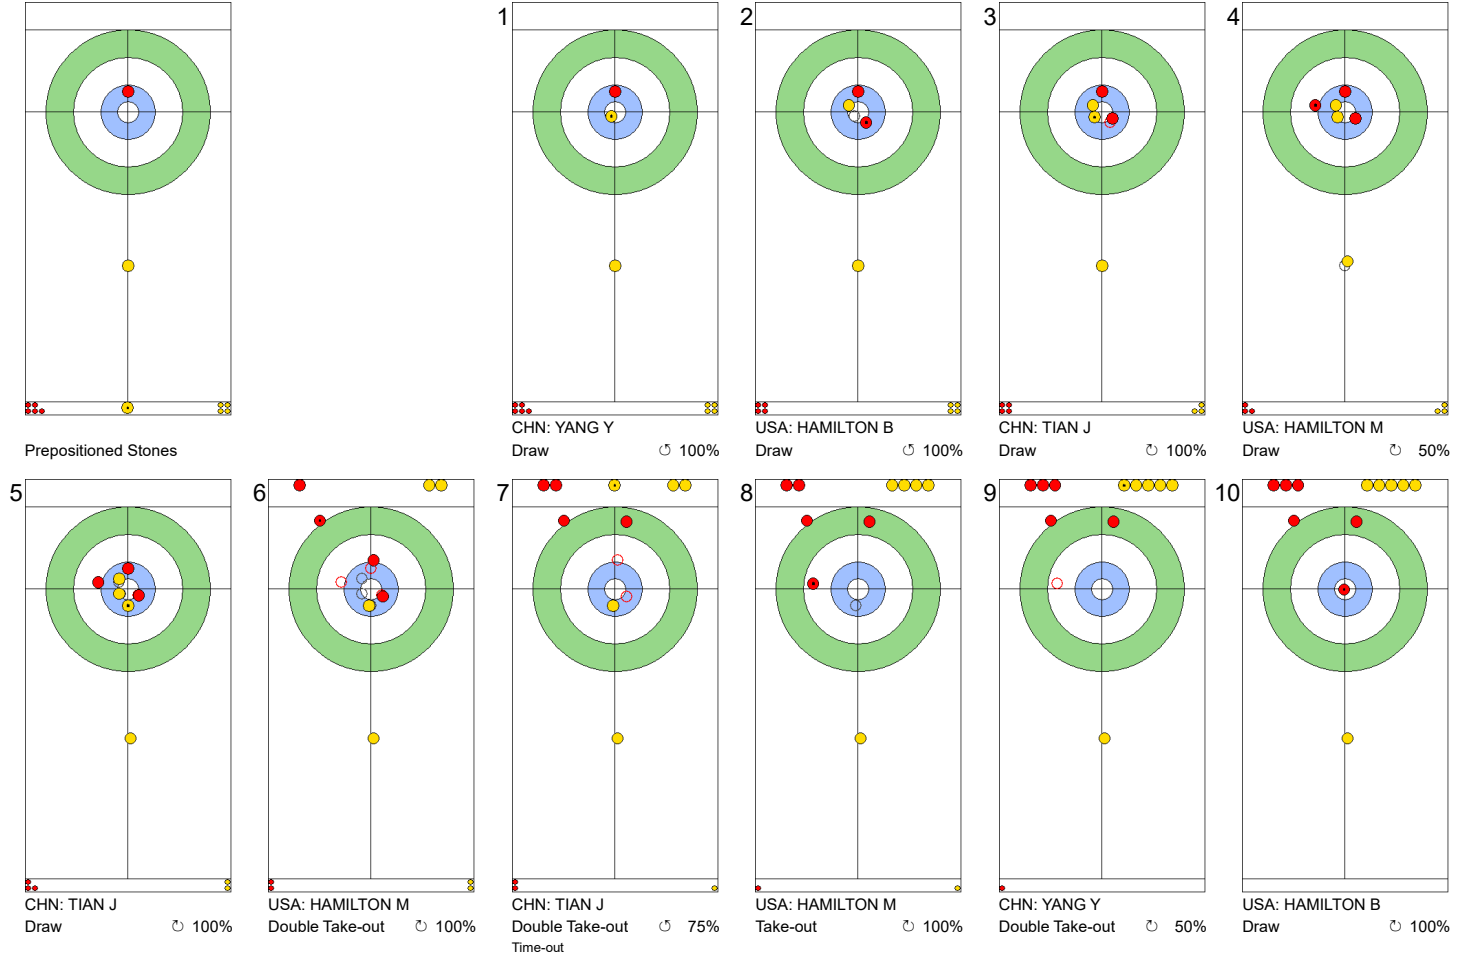 1
2
3
4
Prepositioned Stones
CHN: YANG Y
Draw 100%
USA: HAMILTON B
Draw 100%
CHN: TIAN J
Draw 100%
USA: HAMILTON M
Draw 50%
5
6
7
8
9
10
CHN: TIAN J
Draw 100%
USA: HAMILTON M
Double Take-out 100%
CHN: TIAN J
Double Take-out 75%
Time-out
USA: HAMILTON M
Take-out 100%
CHN: YANG Y
Double Take-out 50%
USA: HAMILTON B
Draw 100%